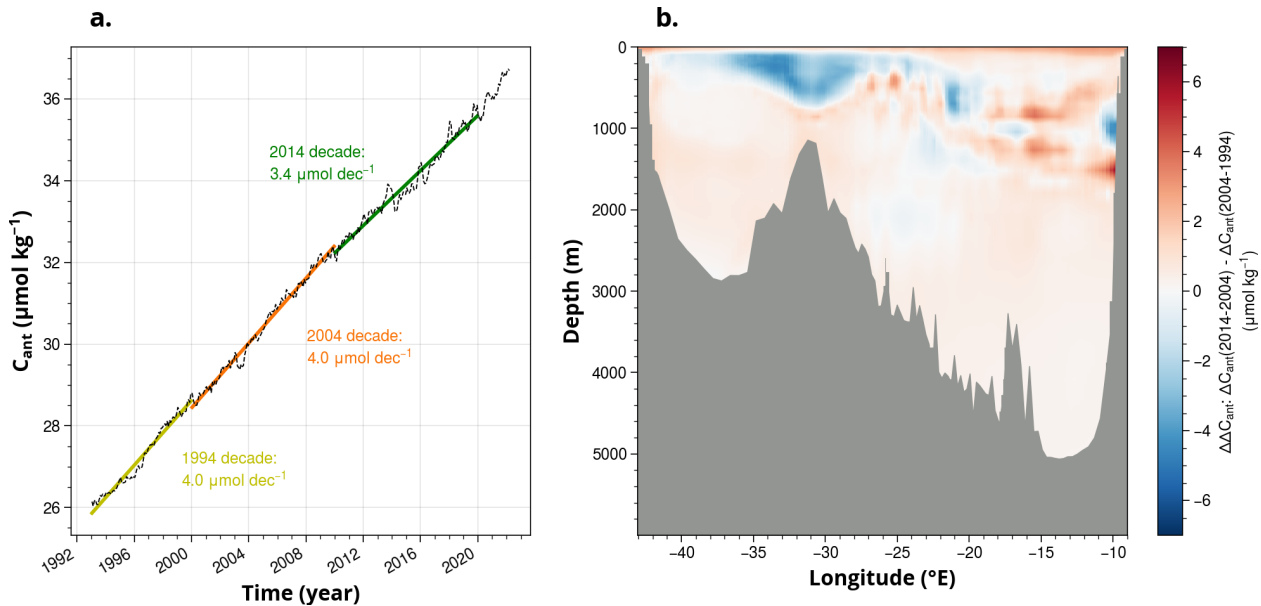 a.
C_ant (µmol kg⁻¹)
36
34
32
30
28
26
2014 decade:
3.4 µmol dec⁻¹
2004 decade:
4.0 µmol dec⁻¹
1994 decade:
4.0 µmol dec⁻¹
1992 1996 2000 2004 2008 2012 2016 2020
Time (year)
b.
Depth (m)
0
1000
2000
3000
4000
5000
−40 −35 −30 −25 −20 −15 −10
Longitude (°E)
6
4
2
0
−2
−4
−6
ΔΔC_ant: ΔC_ant(2014-2004) - ΔC_ant(2004-1994)
(µmol kg⁻¹)